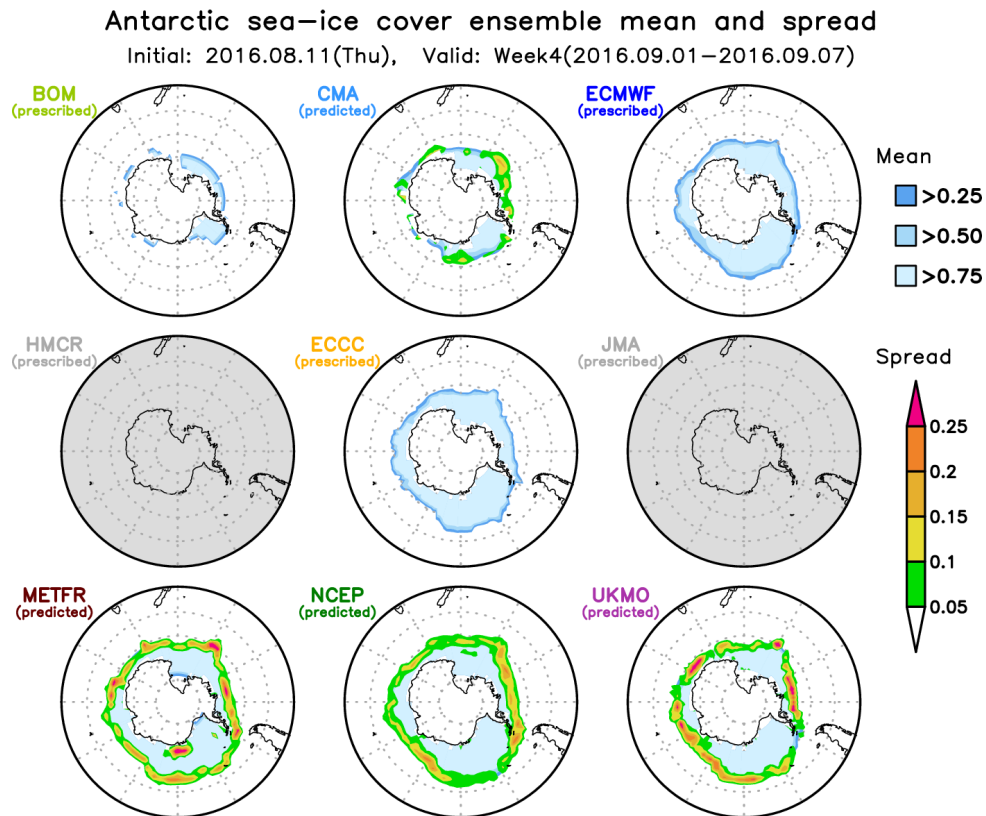 Antarctic sea-ice cover ensemble mean and spread
Initial: 2016.08.11(Thu), Valid: Week4(2016.09.01-2016.09.07)
BOM
(prescribed)
CMA
(predicted)
ECMWF
(prescribed)
Mean
>0.25
>0.50
>0.75
HMCR
(prescribed)
ECCC
(prescribed)
JMA
(prescribed)
Spread
0.25
0.2
0.15
0.1
0.05
METFR
(predicted)
NCEP
(predicted)
UKMO
(predicted)